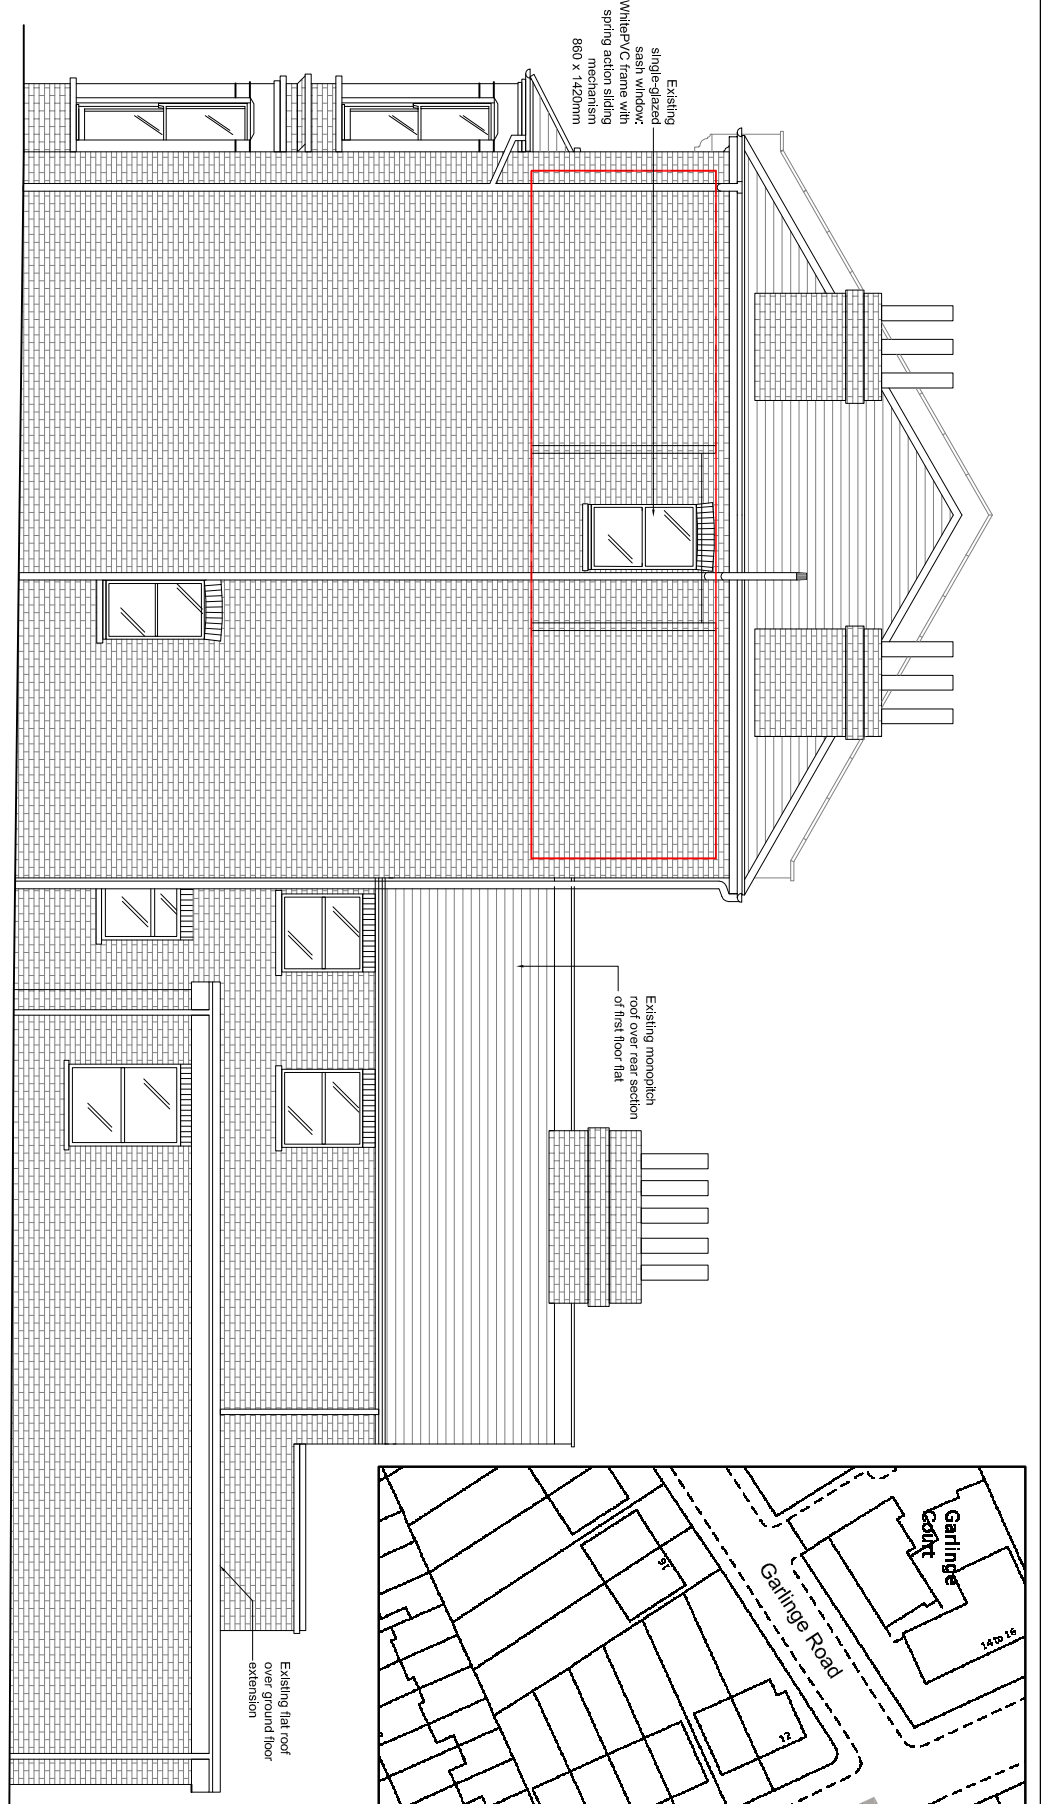 Existing
single-glazed
sash window:
WhitePVC frame with
spring action sliding
mechanism
860 x 1420mm
Existing monopitch
roof over rear section
of first floor flat
Existing flat roof
over ground floor
extension
Garlinge
Court
14 to 16
Garlinge Road
16
12